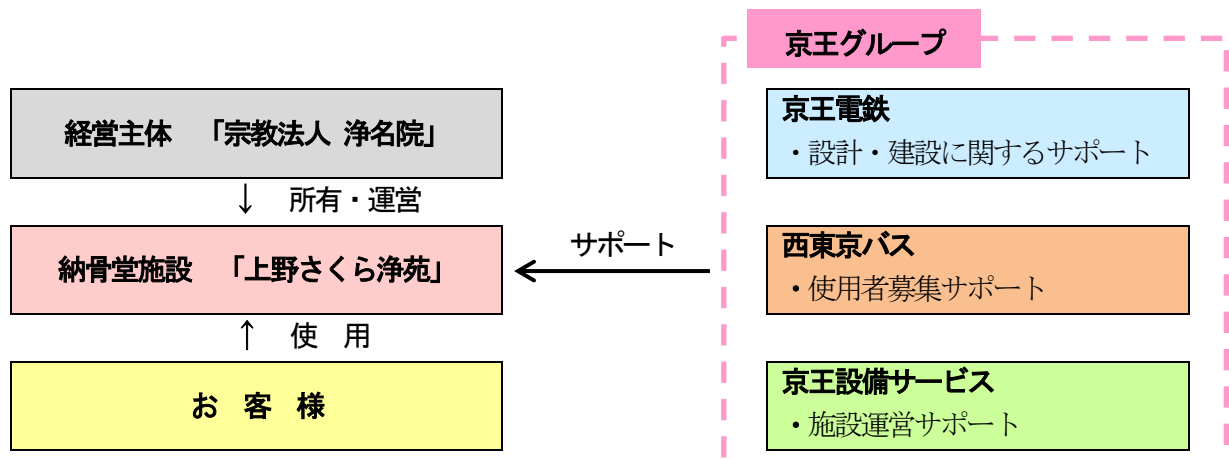 経営主体 「宗教法人 浄名院」
↓ 所有・運営
納骨堂施設 「上野さくら浄苑」
↑ 使 用
お 客 様
サポート
京王グループ
京王電鉄
・設計・建設に関するサポート
西東京バス
・使用者募集サポート
京王設備サービス
・施設運営サポート